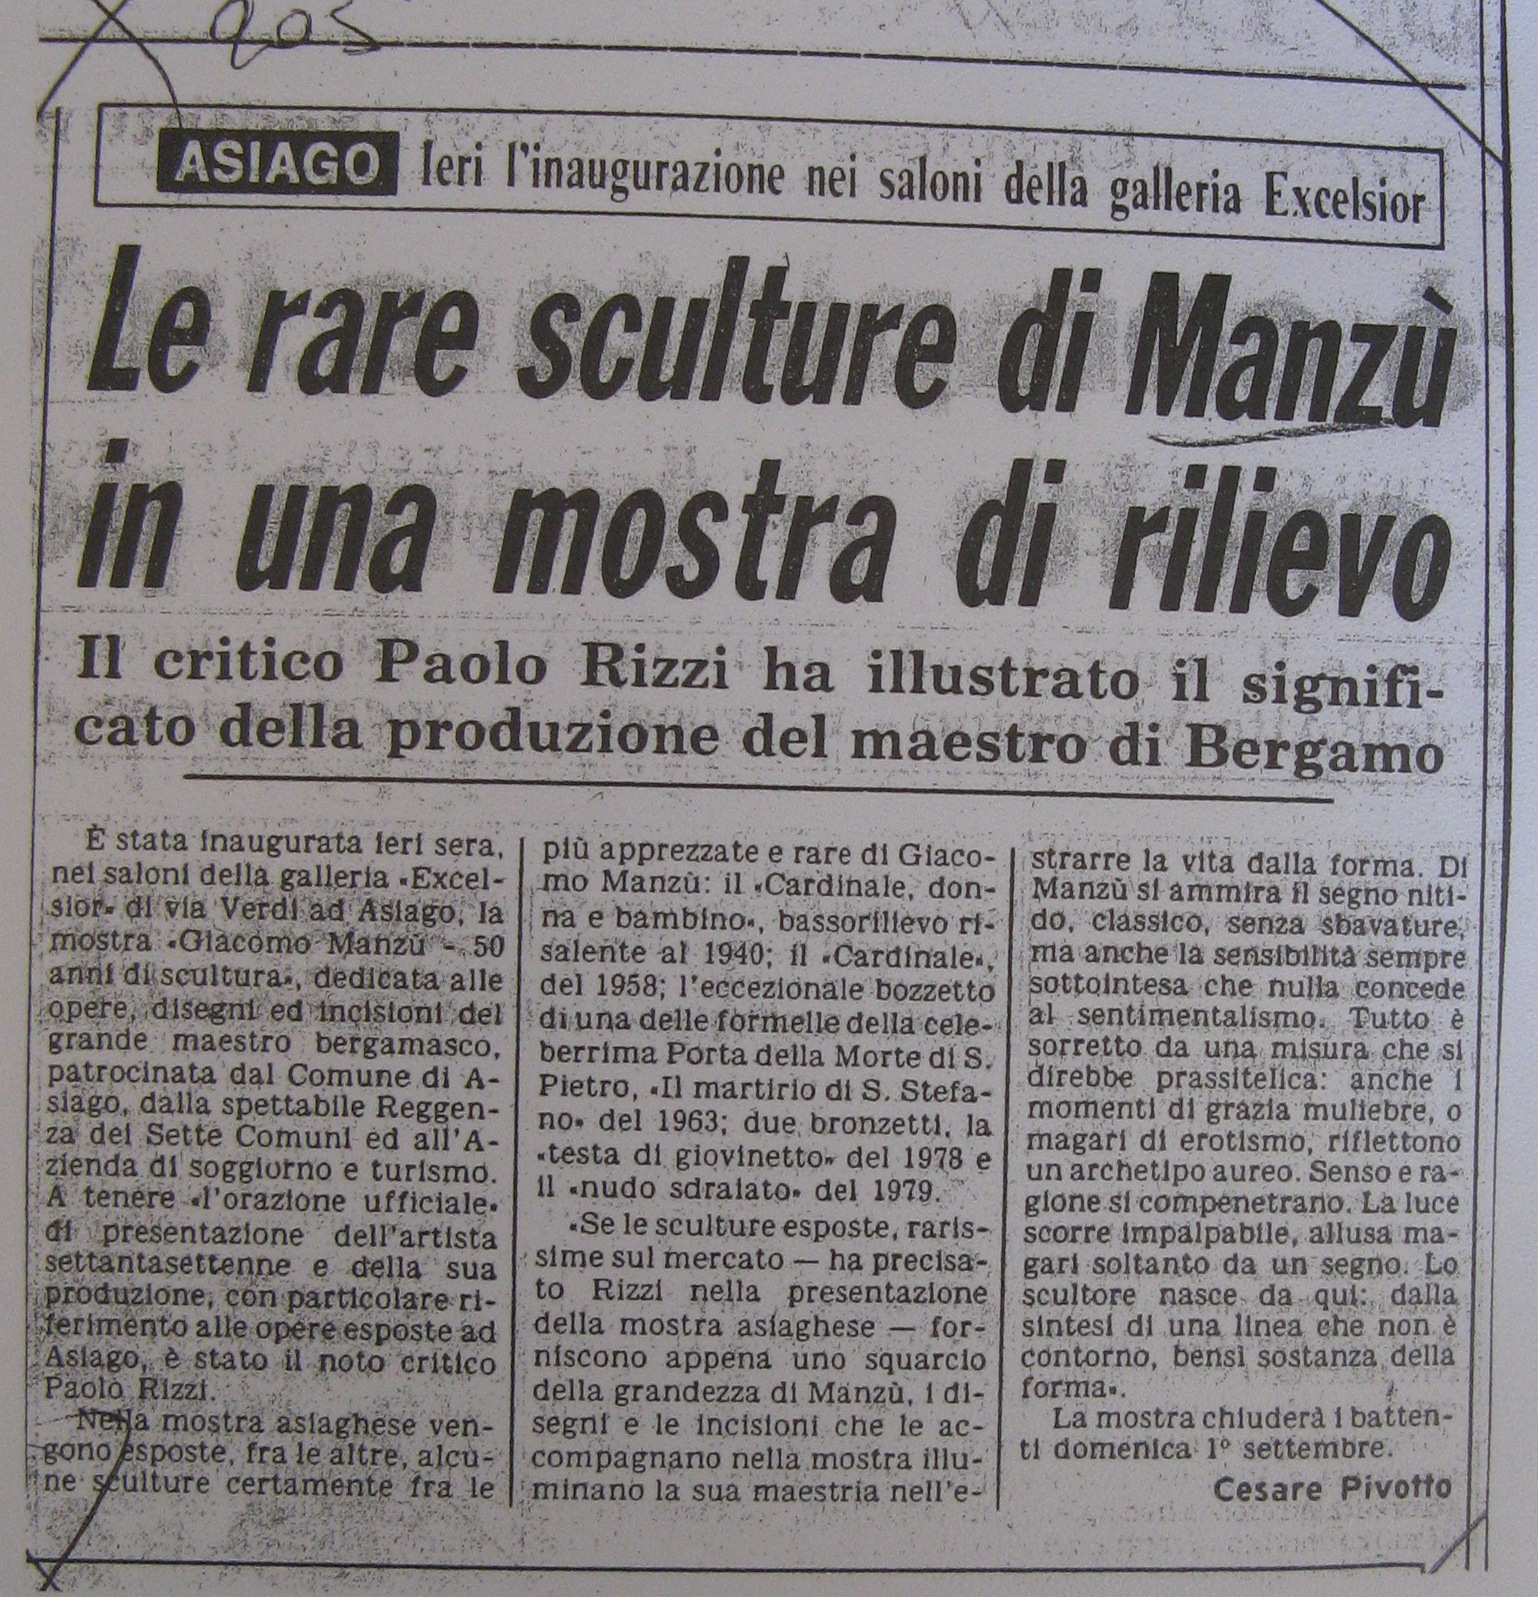 905
ASIAGO Ieri l'inaugurazione nei saloni della galleria Excelsior
Le rare sculture di Manzù
in una mostra di rilievo
Il critico Paolo Rizzi ha illustrato il signifi-
cato della produzione del maestro di Bergamo
È stata inaugurata ieri sera,
nei saloni della galleria «Excel-
sior» di via Verdi ad Asiago, la
mostra «Giacomo Manzù - 50
anni di scultura», dedicata alle
opere, disegni ed incisioni del
grande maestro bergamasco,
patrocinata dal Comune di A-
siago, dalla spettabile Reggen-
za dei Sette Comuni ed all'A-
zienda di soggiorno e turismo.
A tenere «l'orazione ufficiale»
di presentazione dell'artista
settantasettenne e della sua
produzione, con particolare ri-
ferimento alle opere esposte ad
Asiago, è stato il noto critico
Paolo Rizzi.
Nella mostra asiaghese ven-
gono esposte, fra le altre, alcu-
ne sculture certamente fra le
più apprezzate e rare di Giaco-
mo Manzù: il «Cardinale, don-
na e bambino», bassorilievo ri-
salente al 1940; il «Cardinale»,
del 1958; l'eccezionale bozzetto
di una delle formelle della cele-
berrima Porta della Morte di S.
Pietro, «Il martirio di S. Stefa-
no» del 1963; due bronzetti, la
«testa di giovinetto» del 1978 e
il «nudo sdraiato» del 1979.
«Se le sculture esposte, raris-
sime sul mercato — ha precisa-
to Rizzi nella presentazione
della mostra asiaghese — for-
niscono appena uno squarcio
della grandezza di Manzù, i di-
segni e le incisioni che le ac-
compagnano nella mostra illu-
minano la sua maestria nell'e-
strarre la vita dalla forma. Di
Manzù si ammira il segno niti-
do, classico, senza sbavature,
ma anche la sensibilità sempre
sottointesa che nulla concede
al sentimentalismo. Tutto è
sorretto da una misura che si
direbbe prassitelica: anche i
momenti di grazia muliebre, o
magari di erotismo, riflettono
un archetipo aureo. Senso e ra-
gione si compenetrano. La luce
scorre impalpabile, allusa ma-
gari soltanto da un segno. Lo
scultore nasce da qui: dalla
sintesi di una linea che non è
contorno, bensì sostanza della
forma».
La mostra chiuderà i batten-
ti domenica 1° settembre.
Cesare Pivotto